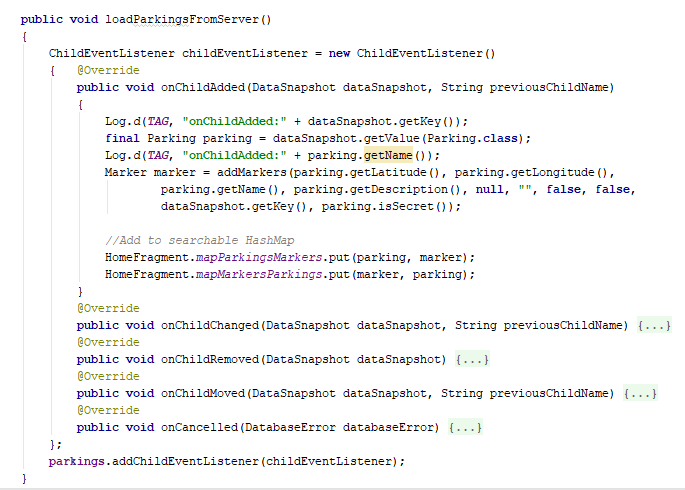 public void loadParkingsFromServer()
{
    ChildEventListener childEventListener = new ChildEventListener()
    {   @Override
        public void onChildAdded(DataSnapshot dataSnapshot, String previousChildName)
        {
            Log.d(TAG, "onChildAdded:" + dataSnapshot.getKey());
            final Parking parking = dataSnapshot.getValue(Parking.class);
            Log.d(TAG, "onChildAdded:" + parking.getName());
            Marker marker = addMarkers(parking.getLatitude(), parking.getLongitude(),
                    parking.getName(), parking.getDescription(), null, "", false, false,
                    dataSnapshot.getKey(), parking.isSecret());

            //Add to searchable HashMap
            HomeFragment.mapParkingsMarkers.put(parking, marker);
            HomeFragment.mapMarkersParkings.put(marker, parking);
        }
        @Override
        public void onChildChanged(DataSnapshot dataSnapshot, String previousChildName) {...}
        @Override
        public void onChildRemoved(DataSnapshot dataSnapshot) {...}
        @Override
        public void onChildMoved(DataSnapshot dataSnapshot, String previousChildName) {...}
        @Override
        public void onCancelled(DatabaseError databaseError) {...}
    };
    parkings.addChildEventListener(childEventListener);
}